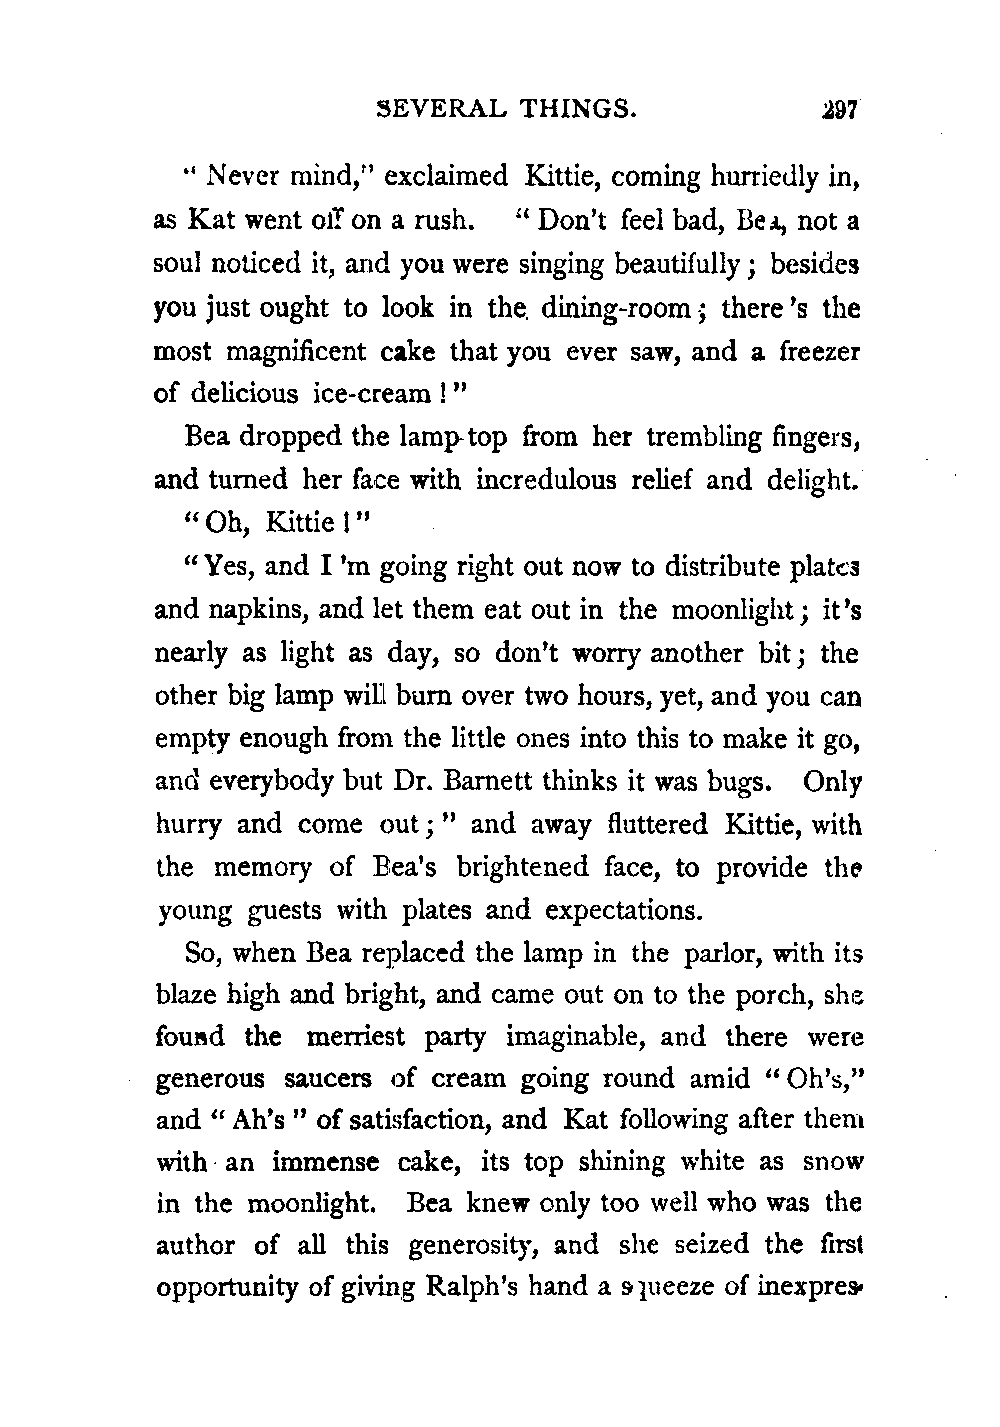 SEVERAL THINGS. 297
" Never mind," exclaimed Kittie, coming hurriedly in,
as Kat went off on a rush. " Don't feel bad, Bea, not a
soul noticed it, and you were singing beautifully ; besides
you just ought to look in the dining-room ; there 's the
most magnificent cake that you ever saw, and a freezer
of delicious ice-cream ! "
Bea dropped the lamp-top from her trembling fingers,
and turned her face with incredulous relief and delight.
" Oh, Kittie ! "
" Yes, and I 'm going right out now to distribute plates
and napkins, and let them eat out in the moonlight ; it's
nearly as light as day, so don't worry another bit ; the
other big lamp will burn over two hours, yet, and you can
empty enough from the little ones into this to make it go,
and everybody but Dr. Barnett thinks it was bugs. Only
hurry and come out ; " and away fluttered Kittie, with
the memory of Bea's brightened face, to provide the
young guests with plates and expectations.
So, when Bea replaced the lamp in the parlor, with its
blaze high and bright, and came out on to the porch, she
found the merriest party imaginable, and there were
generous saucers of cream going round amid " Oh's,"
and " Ah's " of satisfaction, and Kat following after them
with an immense cake, its top shining white as snow
in the moonlight. Bea knew only too well who was the
author of all this generosity, and she seized the first
opportunity of giving Ralph's hand a squeeze of inexpres-